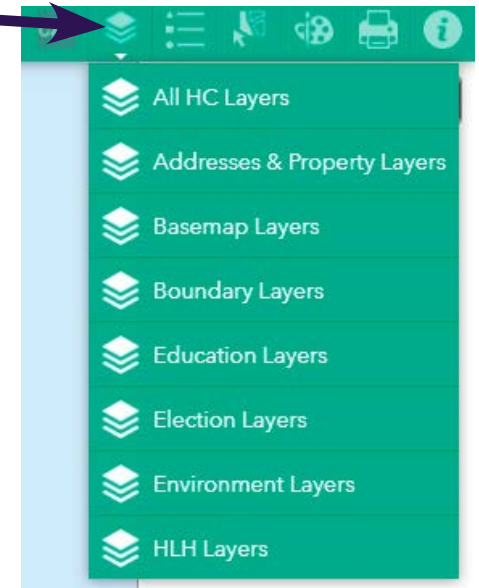 All HC Layers
Addresses & Property Layers
Basemap Layers
Boundary Layers
Education Layers
Election Layers
Environment Layers
HLH Layers